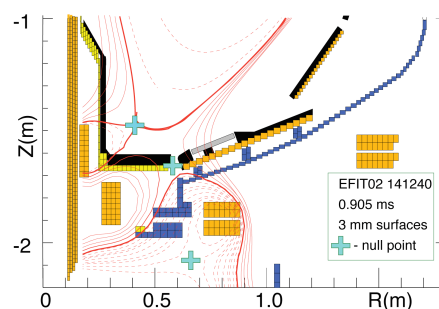 -1
Z(m)
-2
EFIT02 141240
0.905 ms
3 mm surfaces
- null point
0 0.5 1.0 R(m)